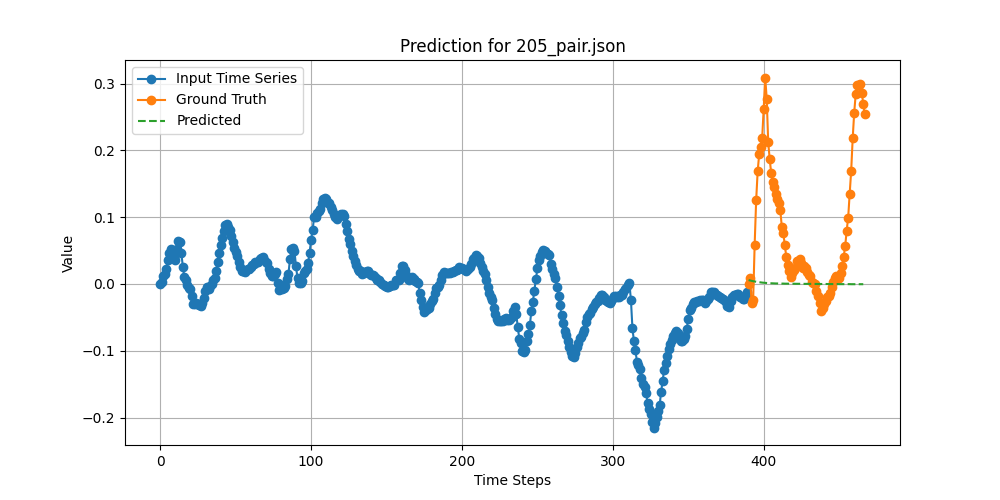 Prediction for 205_pair.json
Input Time Series
Ground Truth
Predicted
0.3
0.2
0.1
0.0
−0.1
−0.2
Value
0
100
200
300
400
Time Steps